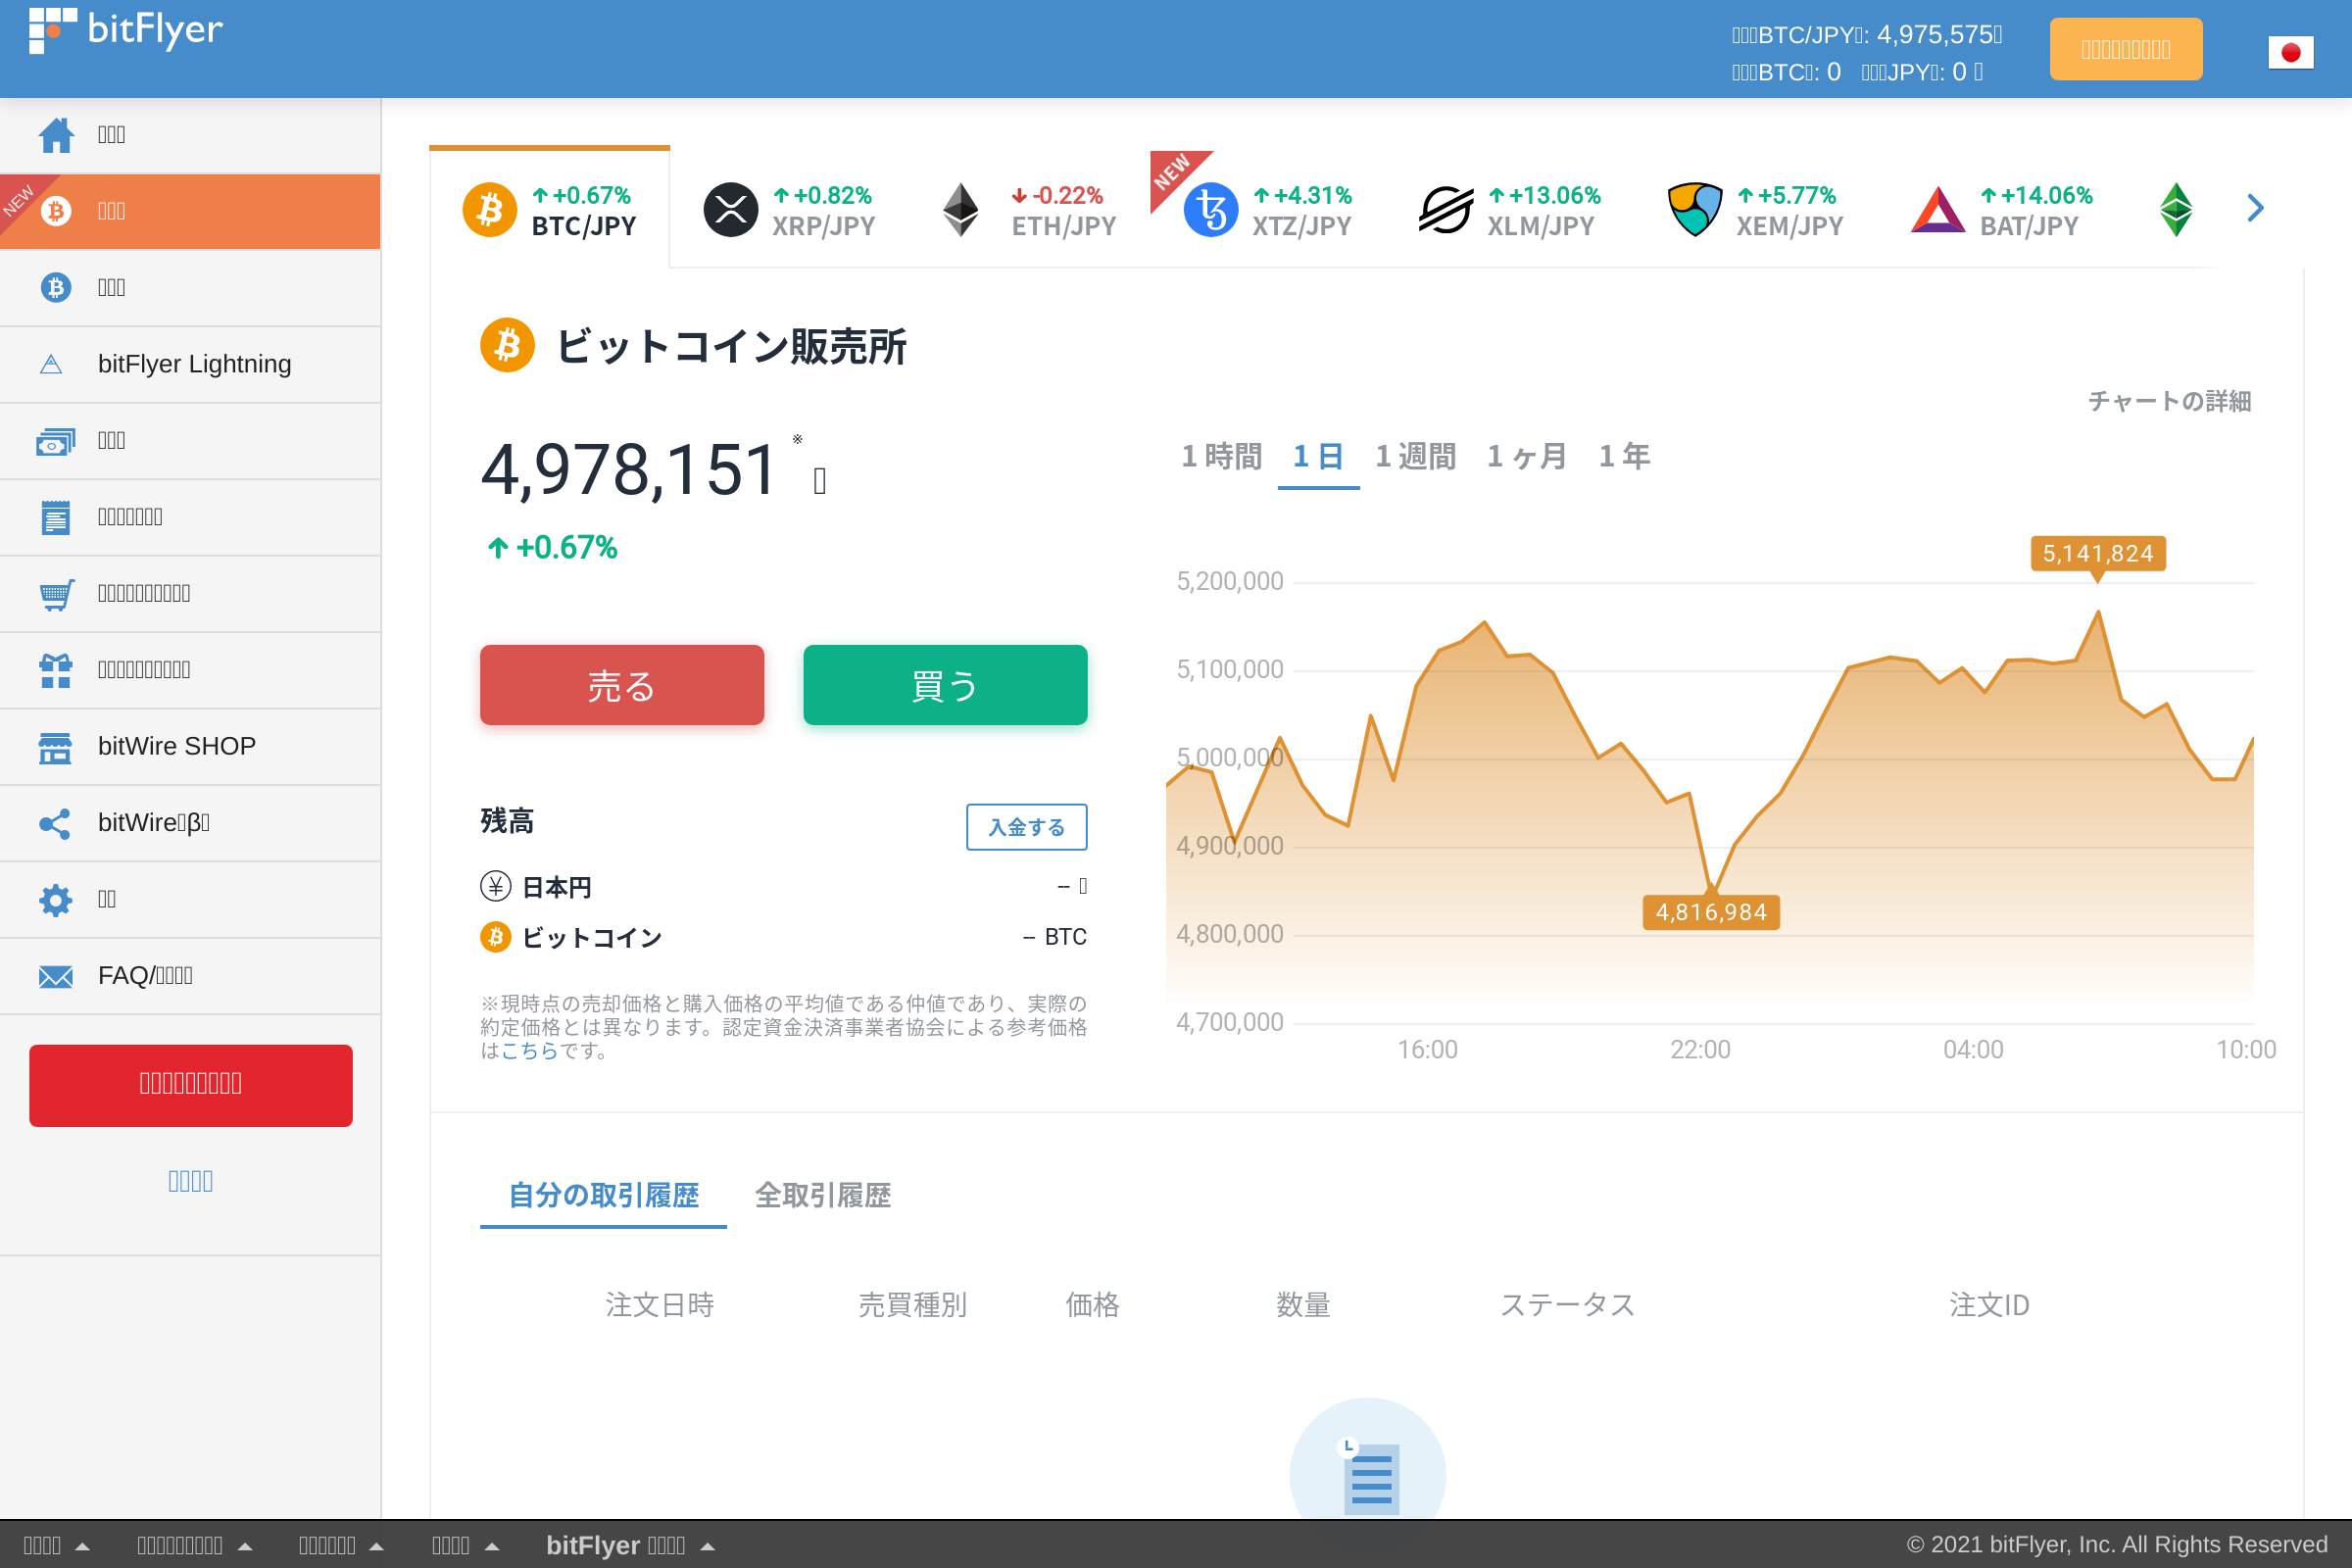 bitFlyer
BTC/JPY: 4,975,575
BTC: 0 JPY: 0
NEW
bitFlyer Lightning
bitWire SHOP
bitWire β
FAQ/
+0.67%
BTC/JPY
+0.82%
XRP/JPY
-0.22%
ETH/JPY
NEW
+4.31%
XTZ/JPY
+13.06%
XLM/JPY
+5.77%
XEM/JPY
+14.06%
BAT/JPY
ビットコイン販売所
チャートの詳細
4,978,151 ※
+0.67%
1 時間 1 日 1 週間 1 ヶ月 1 年
売る 買う
残高
入金する
日本円 --
ビットコイン -- BTC
※現時点の売却価格と購入価格の平均値である仲値であり、実際の
約定価格とは異なります。認定資金決済事業者協会による参考価格
はこちらです。
5,141,824
5,200,000
5,100,000
5,000,000
4,900,000
4,816,984
4,800,000
4,700,000
16:00 22:00 04:00 10:00
自分の取引履歴 全取引履歴
注文日時 売買種別 価格 数量 ステータス 注文ID
bitFlyer
© 2021 bitFlyer, Inc. All Rights Reserved